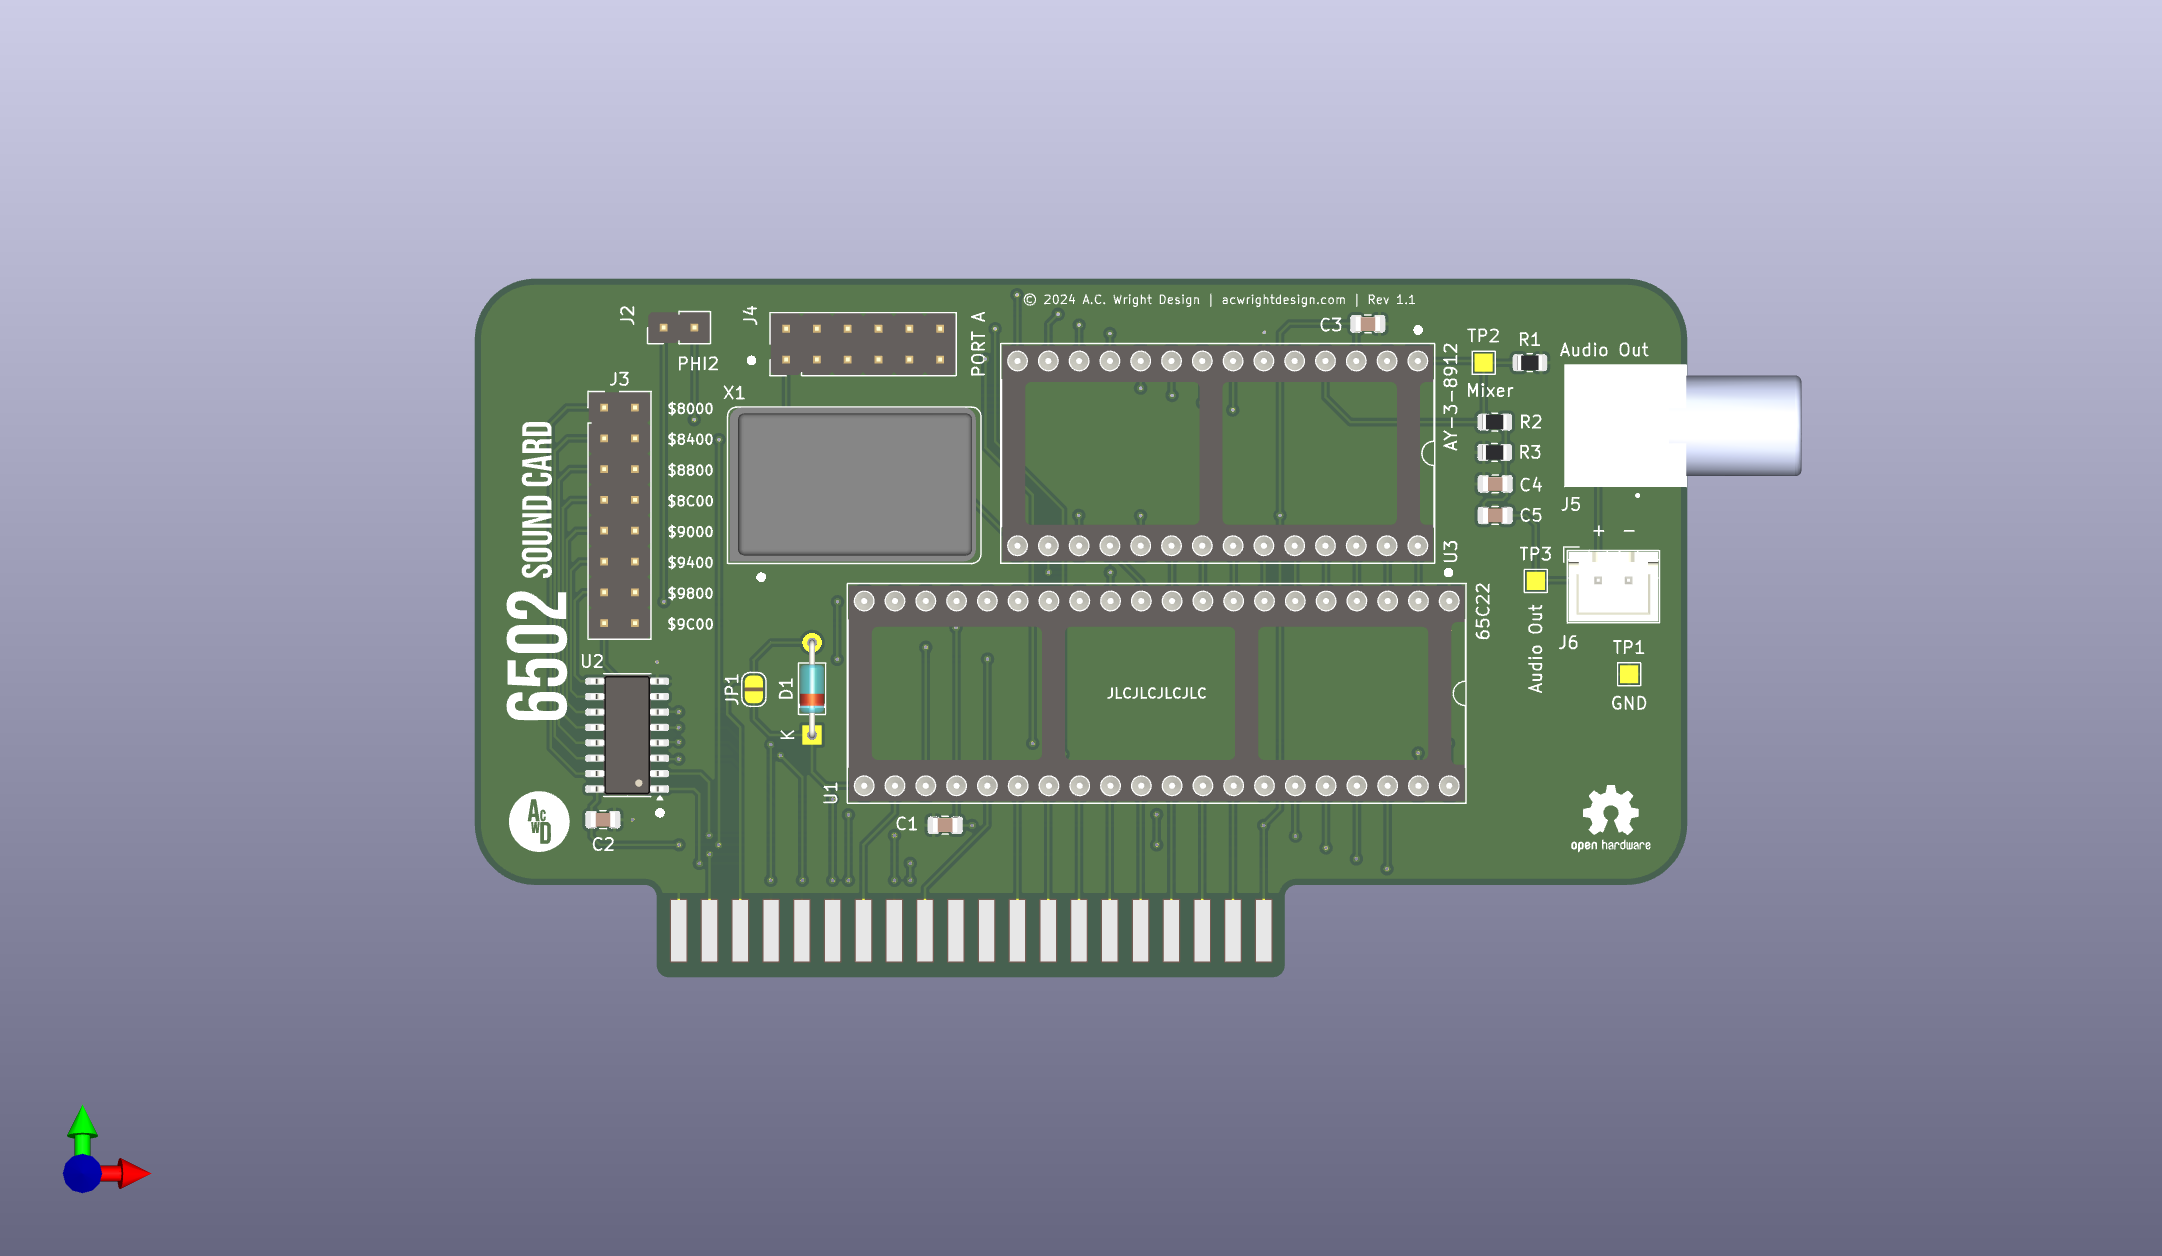 © 2024 A.C. Wright Design | acwrightdesign.com | Rev 1.1
J2
J4
PORT A
C3
TP2
R1
Audio Out
PHI2
AY-3-8912
J3
X1
Mixer
$8000
$8400
$8800
$8C00
$9000
$9400
$9800
$9C00
R2
R3
C4
C5
J5
+ −
6502 SOUND CARD
U3
TP3
65C22
Audio Out
J6
TP1
GND
U2
JP1
D1
K
JLCJLCJLCJLC
U1
C1
C2
AcwD
open hardware